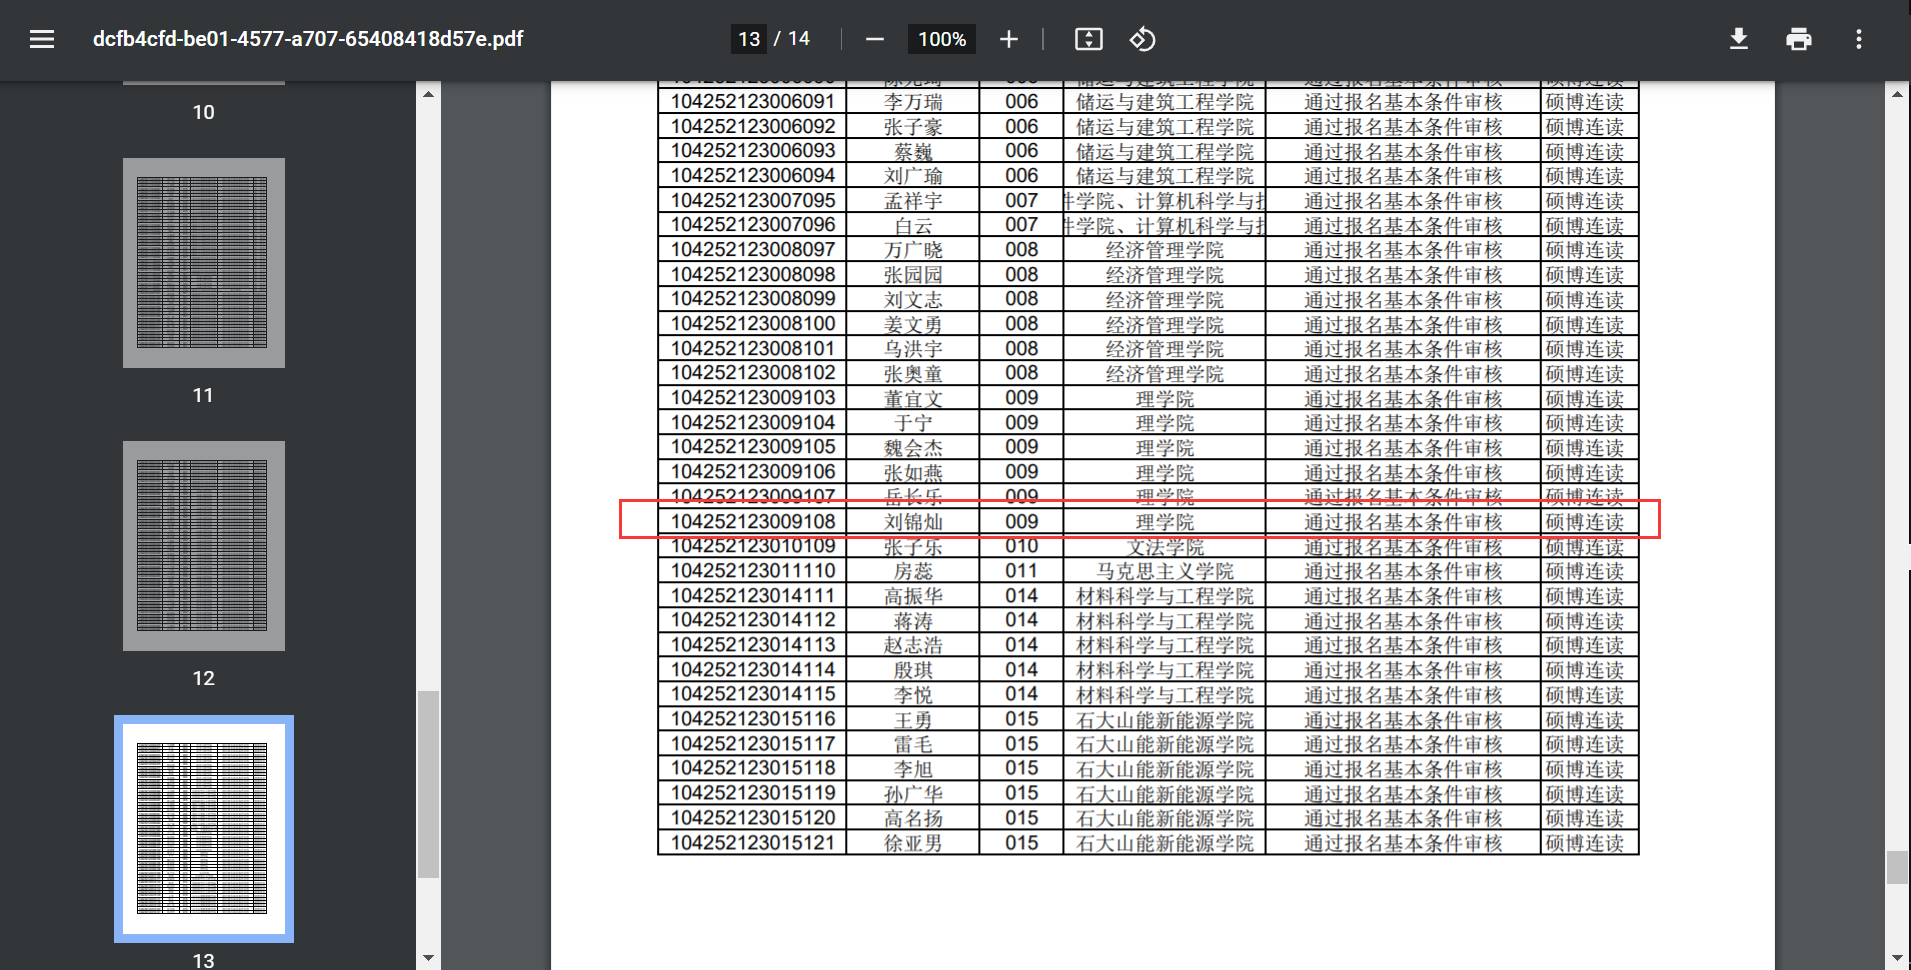 dcfb4cfd-be01-4577-a707-65408418d57e.pdf
13 / 14
100%
10
11
12
13
104252123006091 李万瑞 006 储运与建筑工程学院 通过报名基本条件审核 硕博连读
104252123006092 张子豪 006 储运与建筑工程学院 通过报名基本条件审核 硕博连读
104252123006093 蔡巍 006 储运与建筑工程学院 通过报名基本条件审核 硕博连读
104252123006094 刘广瑜 006 储运与建筑工程学院 通过报名基本条件审核 硕博连读
104252123007095 孟祥宇 007 件学院、计算机科学与技 通过报名基本条件审核 硕博连读
104252123007096 白云 007 件学院、计算机科学与技 通过报名基本条件审核 硕博连读
104252123008097 万广晓 008 经济管理学院 通过报名基本条件审核 硕博连读
104252123008098 张园园 008 经济管理学院 通过报名基本条件审核 硕博连读
104252123008099 刘文志 008 经济管理学院 通过报名基本条件审核 硕博连读
104252123008100 姜文勇 008 经济管理学院 通过报名基本条件审核 硕博连读
104252123008101 乌洪宇 008 经济管理学院 通过报名基本条件审核 硕博连读
104252123008102 张奥童 008 经济管理学院 通过报名基本条件审核 硕博连读
104252123009103 董宜文 009 理学院 通过报名基本条件审核 硕博连读
104252123009104 于宁 009 理学院 通过报名基本条件审核 硕博连读
104252123009105 魏会杰 009 理学院 通过报名基本条件审核 硕博连读
104252123009106 张如燕 009 理学院 通过报名基本条件审核 硕博连读
104252123009107 岳长乐 009 理学院 通过报名基本条件审核 硕博连读
104252123009108 刘锦灿 009 理学院 通过报名基本条件审核 硕博连读
104252123010109 张子乐 010 文法学院 通过报名基本条件审核 硕博连读
104252123011110 房蕊 011 马克思主义学院 通过报名基本条件审核 硕博连读
104252123014111 高振华 014 材料科学与工程学院 通过报名基本条件审核 硕博连读
104252123014112 蒋涛 014 材料科学与工程学院 通过报名基本条件审核 硕博连读
104252123014113 赵志浩 014 材料科学与工程学院 通过报名基本条件审核 硕博连读
104252123014114 殷琪 014 材料科学与工程学院 通过报名基本条件审核 硕博连读
104252123014115 李悦 014 材料科学与工程学院 通过报名基本条件审核 硕博连读
104252123015116 王勇 015 石大山能新能源学院 通过报名基本条件审核 硕博连读
104252123015117 雷毛 015 石大山能新能源学院 通过报名基本条件审核 硕博连读
104252123015118 李旭 015 石大山能新能源学院 通过报名基本条件审核 硕博连读
104252123015119 孙广华 015 石大山能新能源学院 通过报名基本条件审核 硕博连读
104252123015120 高名扬 015 石大山能新能源学院 通过报名基本条件审核 硕博连读
104252123015121 徐亚男 015 石大山能新能源学院 通过报名基本条件审核 硕博连读